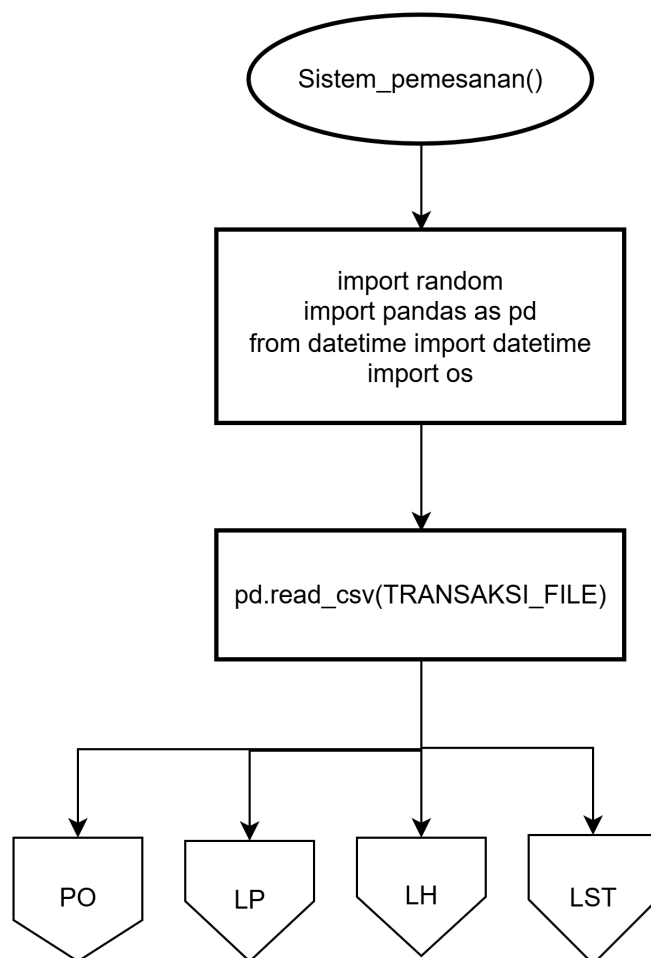 Sistem_pemesanan()
import random
import pandas as pd
from datetime import datetime
import os
pd.read_csv(TRANSAKSI_FILE)
PO
LP
LH
LST